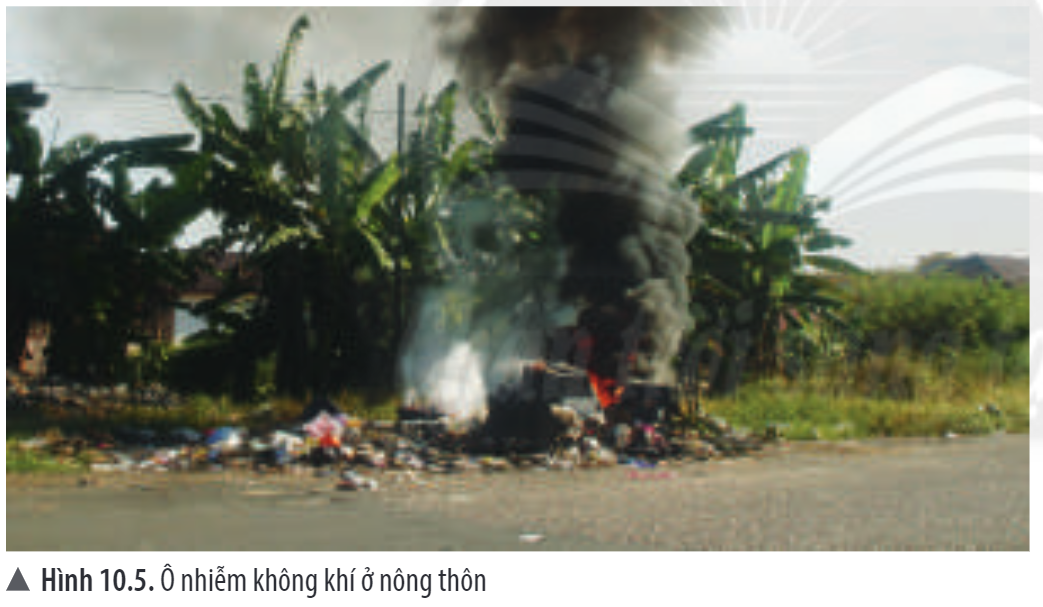 ▲ Hình 10.5. Ô nhiễm không khí ở nông thôn